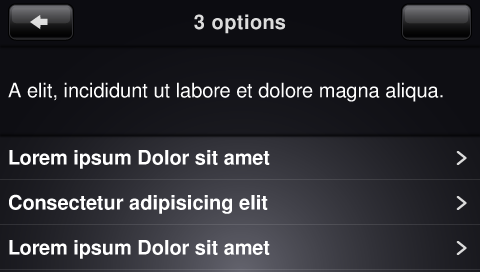 3 options
A elit, incididunt ut labore et dolore magna aliqua.
Lorem ipsum Dolor sit amet
Consectetur adipisicing elit
Lorem ipsum Dolor sit amet